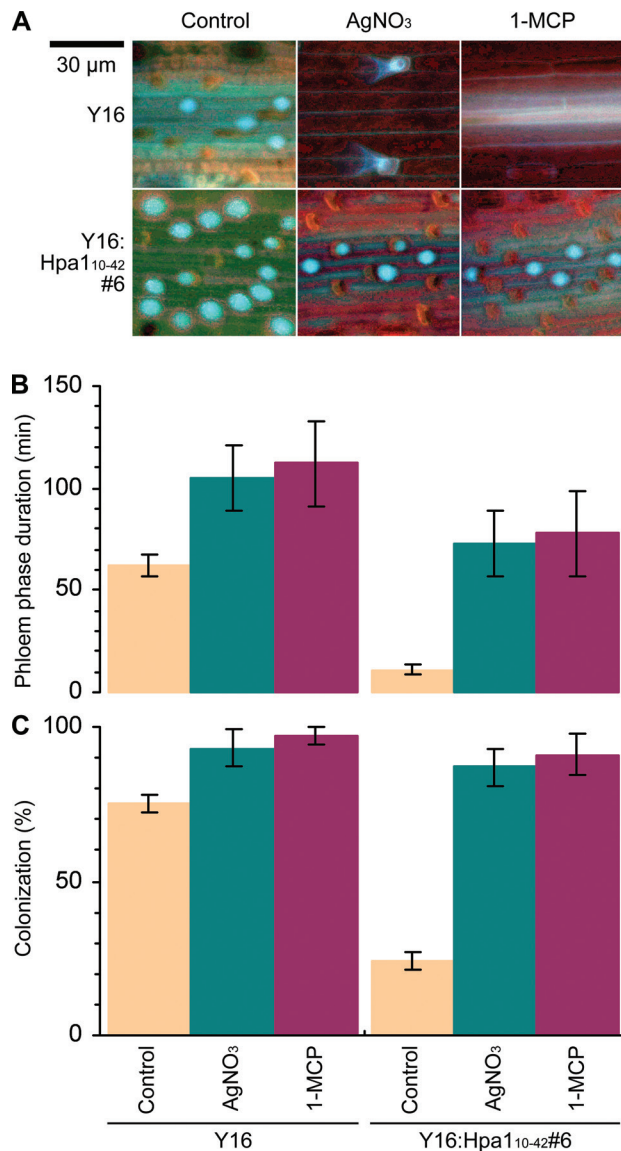 A
Control AgNO₃ 1-MCP
30 µm
Y16
Y16:
Hpa1₁₀₋₄₂
#6
B
150
100
50
0
Phloem phase duration (min)
C
100
50
0
Colonization (%)
Control AgNO₃ 1-MCP Control AgNO₃ 1-MCP
Y16 Y16:Hpa1₁₀₋₄₂#6